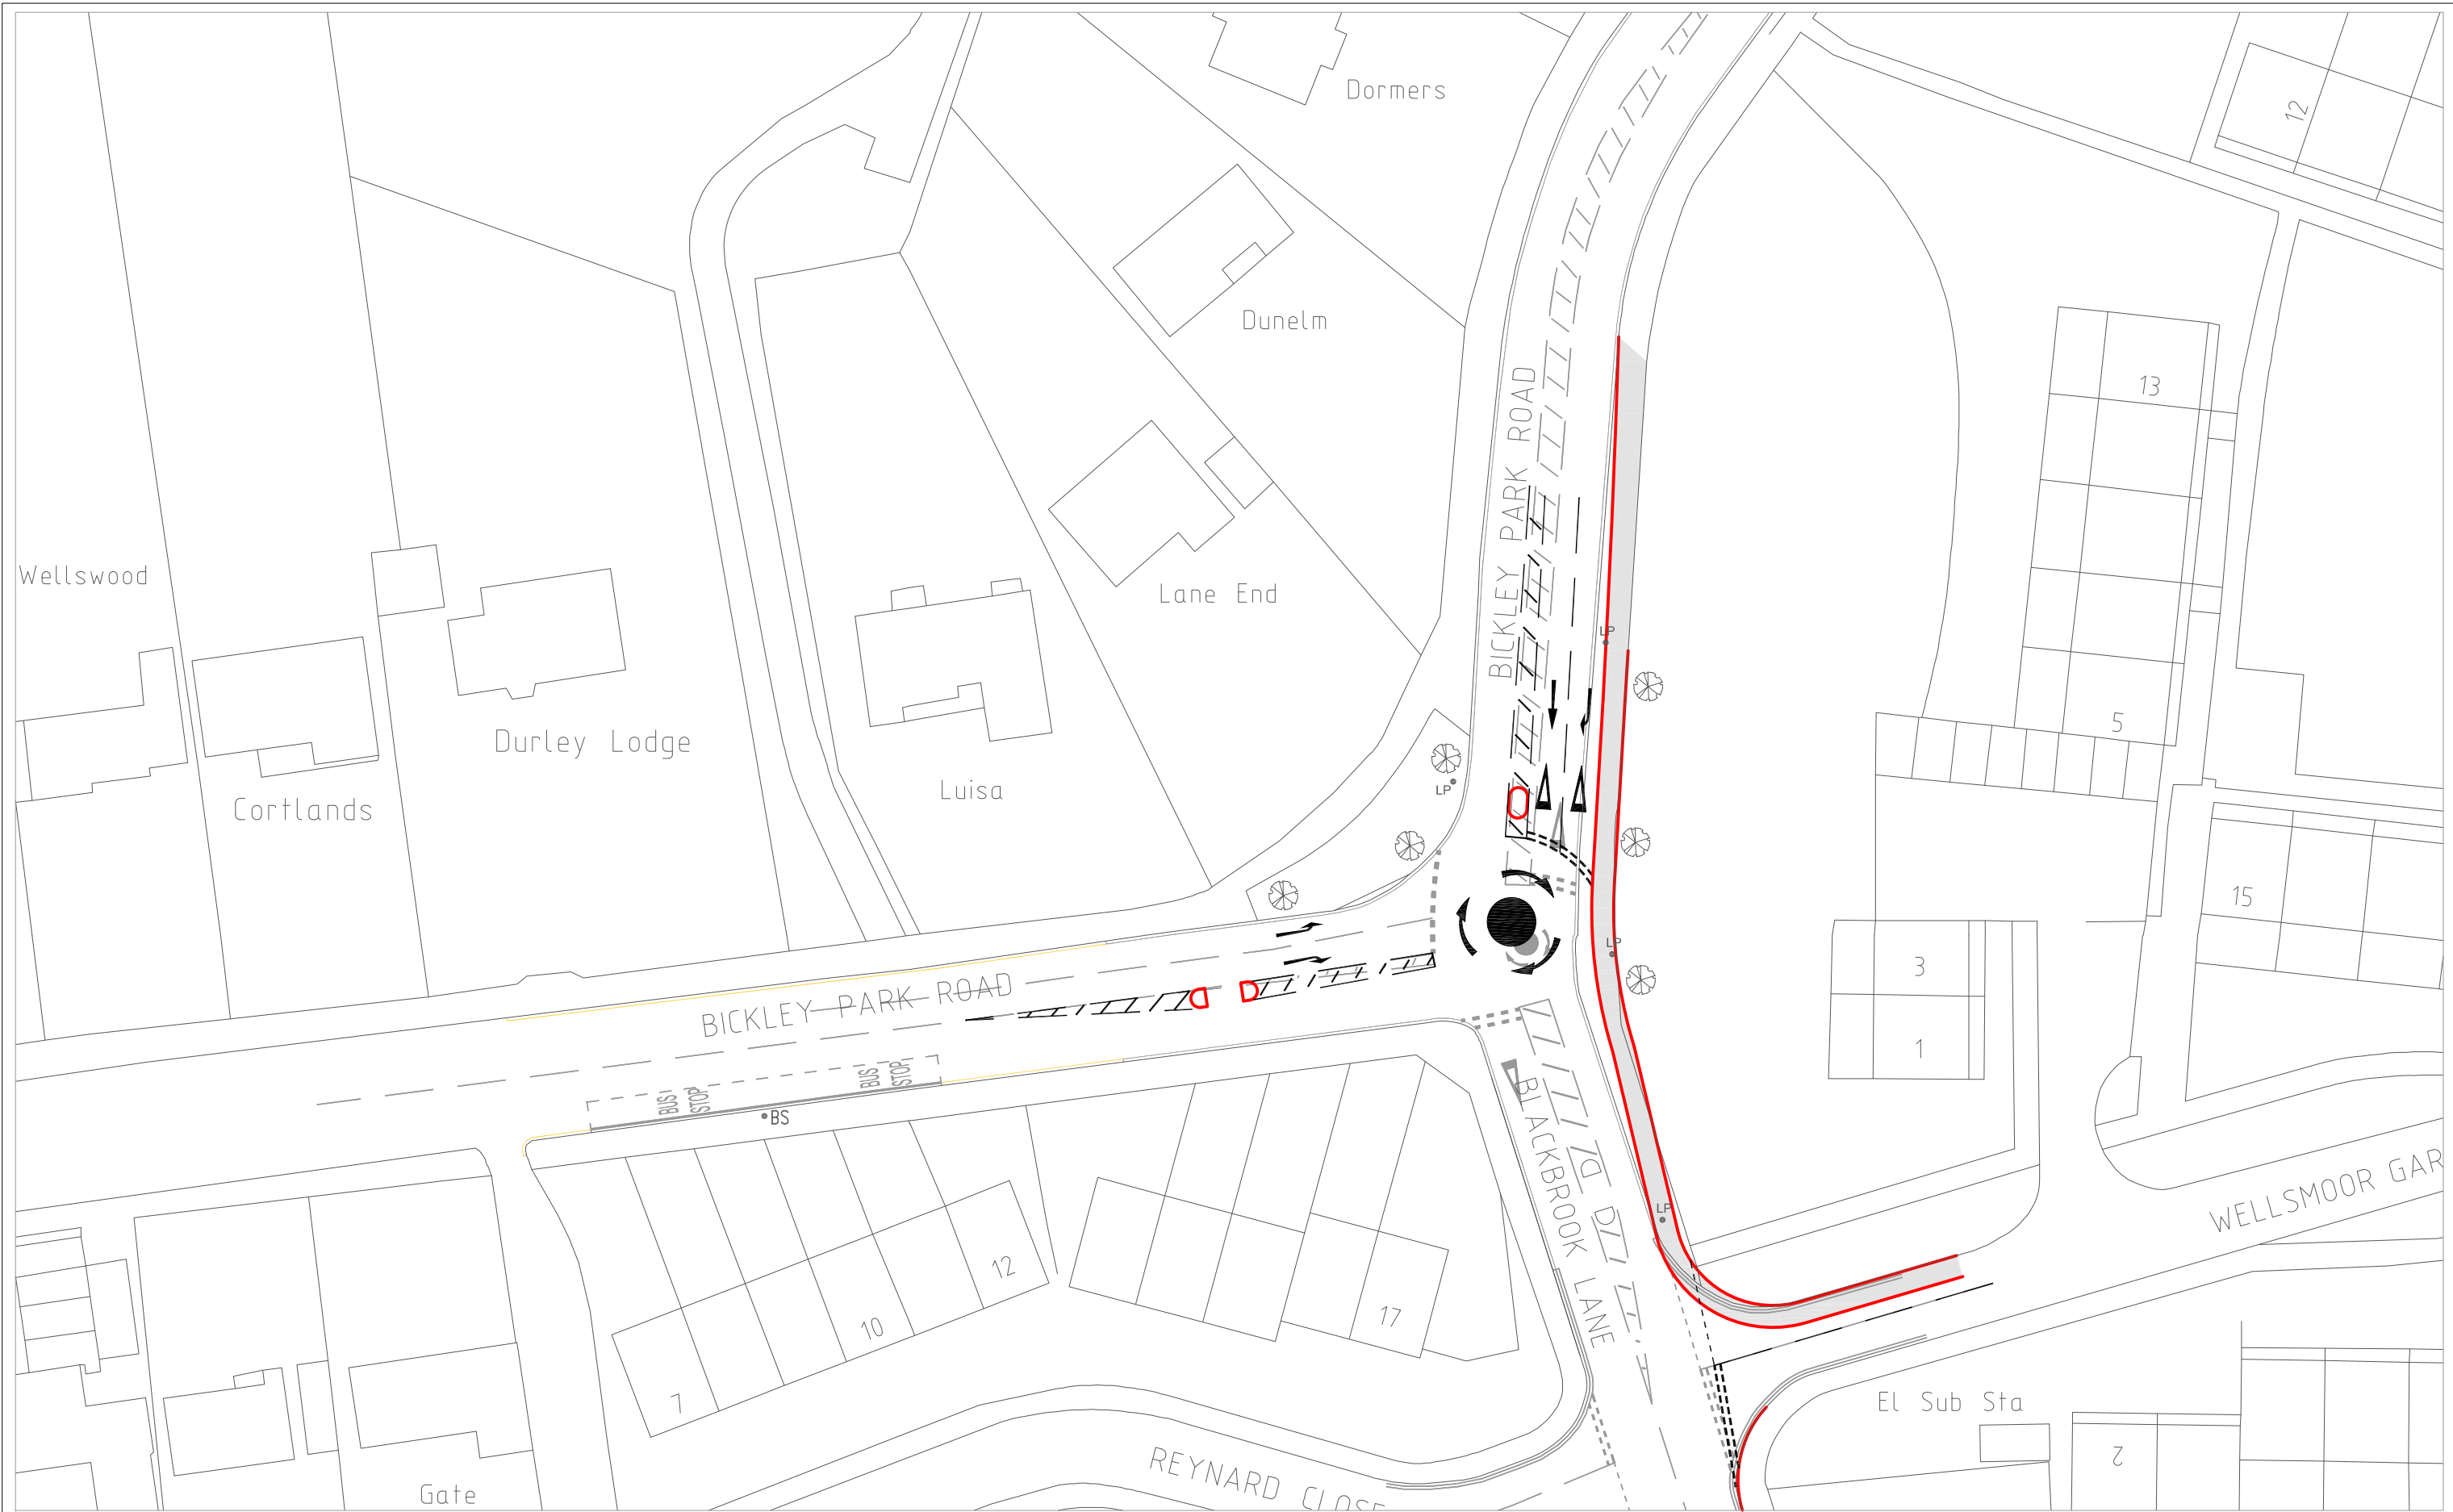 Dormers
12
Dunelm
BICKLEY PARK ROAD
13
Wellswood
Lane End
LP
5
Durley Lodge
Luisa
LP
Cortlands
15
LP
3
BICKLEY PARK ROAD
1
BUS STOP
BUS STOP
BS
BLACKBROOK LANE
WELLSMOOR GAR
LP
12
10
17
7
El Sub Sta
2
REYNARD CLOSE
Gate